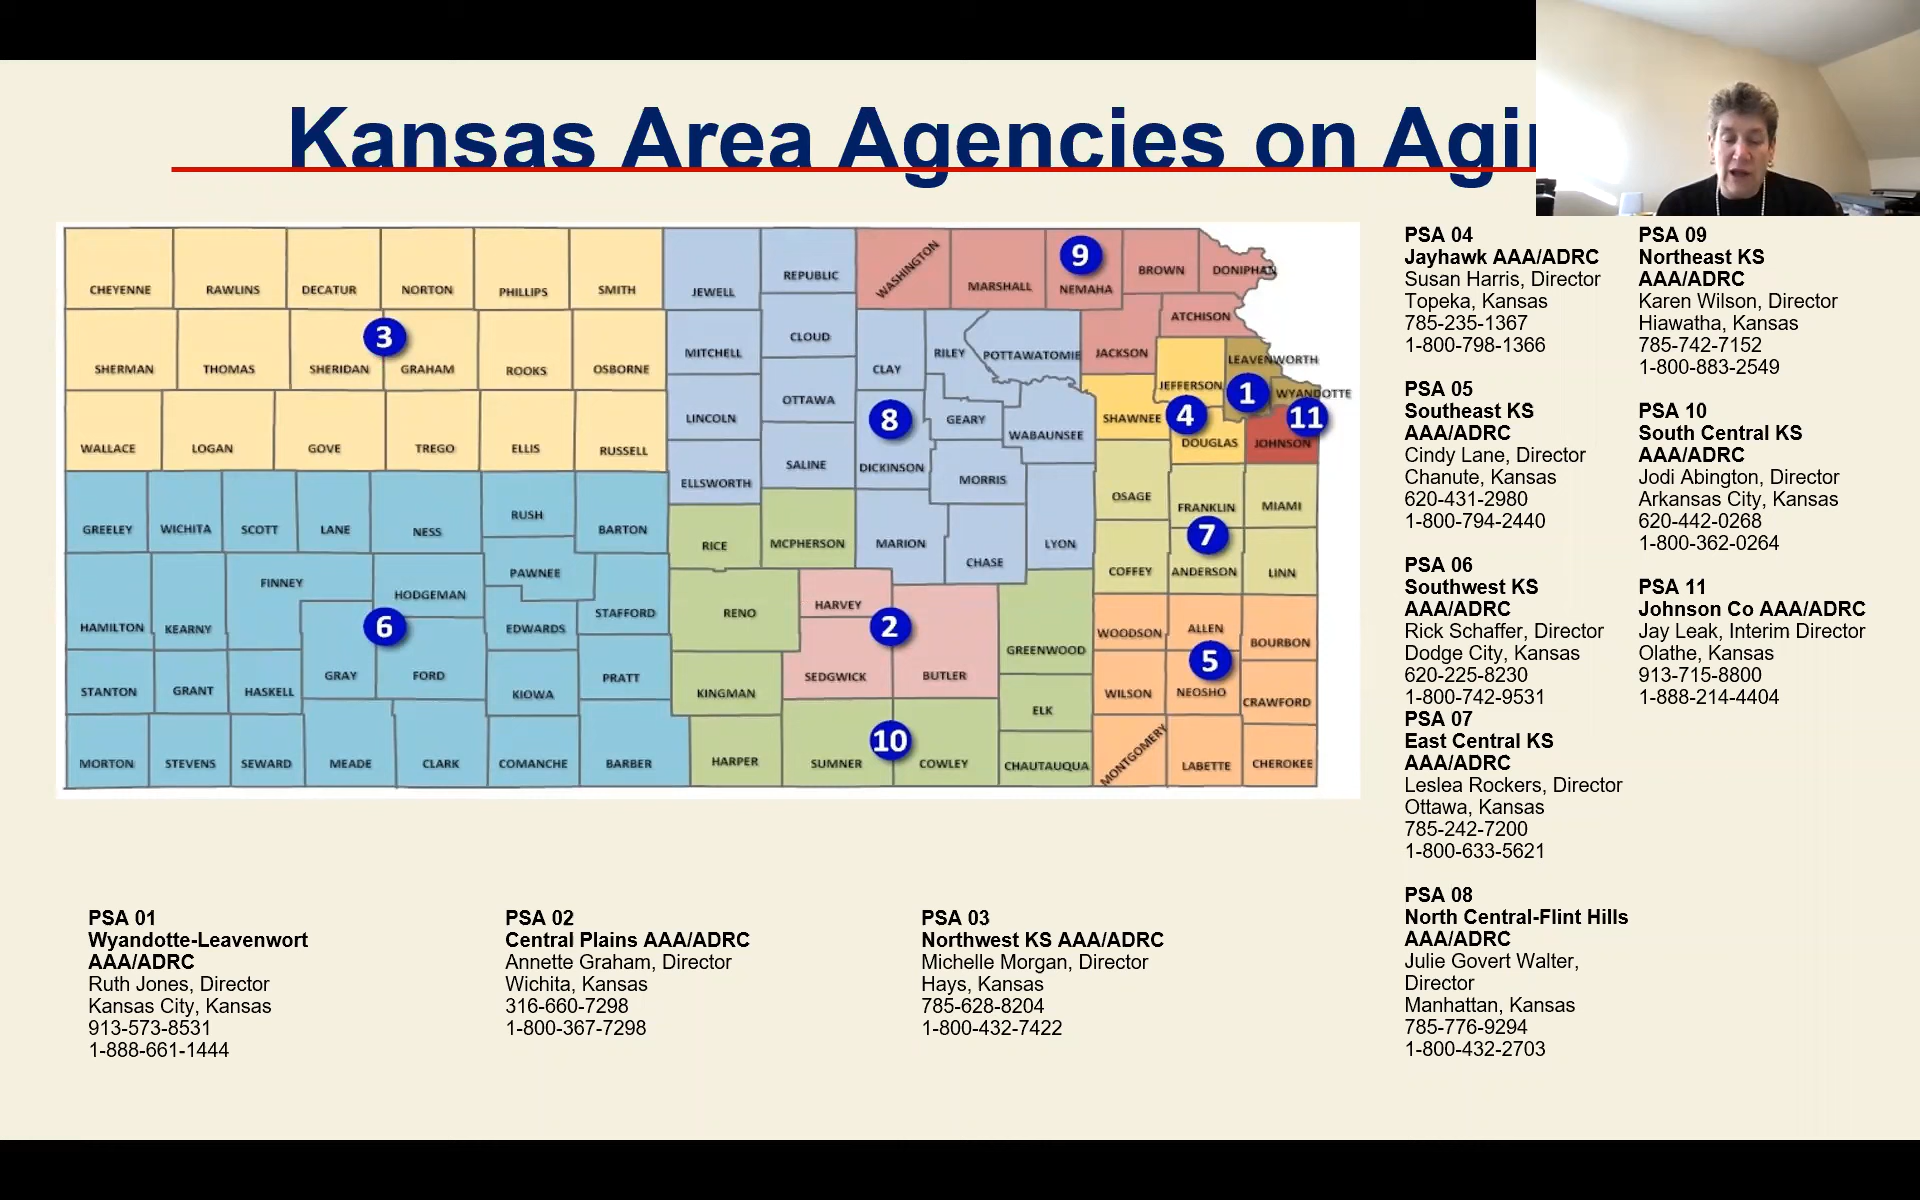 Kansas Area Agencies on Agi
CHEYENNE RAWLINS DECATUR NORTON PHILLIPS SMITH JEWELL REPUBLIC WASHINGTON MARSHALL 9 NEMAHA BROWN DONIPHAN
ATCHISON
SHERMAN THOMAS SHERIDAN 3 GRAHAM ROOKS OSBORNE MITCHELL CLOUD CLAY RILEY POTTAWATOMIE JACKSON JEFFERSON LEAVENWORTH
1 WYANDOTTE
WALLACE LOGAN GOVE TREGO ELLIS RUSSELL LINCOLN OTTAWA 8 GEARY WABAUNSEE SHAWNEE 4 DOUGLAS 11 JOHNSON
ELLSWORTH SALINE DICKINSON MORRIS OSAGE FRANKLIN MIAMI
GREELEY WICHITA SCOTT LANE NESS RUSH BARTON RICE MCPHERSON MARION CHASE LYON 7
COFFEY ANDERSON LINN
FINNEY HODGEMAN PAWNEE
HAMILTON KEARNY 6 EDWARDS STAFFORD RENO HARVEY 2 GREENWOOD WOODSON ALLEN BOURBON
STANTON GRANT HASKELL GRAY FORD KIOWA PRATT KINGMAN SEDGWICK BUTLER ELK WILSON 5 NEOSHO CRAWFORD
MORTON STEVENS SEWARD MEADE CLARK COMANCHE BARBER HARPER SUMNER 10 COWLEY CHAUTAUQUA MONTGOMERY LABETTE CHEROKEE
PSA 04
Jayhawk AAA/ADRC
Susan Harris, Director
Topeka, Kansas
785-235-1367
1-800-798-1366
PSA 05
Southeast KS
AAA/ADRC
Cindy Lane, Director
Chanute, Kansas
620-431-2980
1-800-794-2440
PSA 06
Southwest KS
AAA/ADRC
Rick Schaffer, Director
Dodge City, Kansas
620-225-8230
1-800-742-9531
PSA 07
East Central KS
AAA/ADRC
Leslea Rockers, Director
Ottawa, Kansas
785-242-7200
1-800-633-5621
PSA 08
North Central-Flint Hills
AAA/ADRC
Julie Govert Walter,
Director
Manhattan, Kansas
785-776-9294
1-800-432-2703
PSA 09
Northeast KS
AAA/ADRC
Karen Wilson, Director
Hiawatha, Kansas
785-742-7152
1-800-883-2549
PSA 10
South Central KS
AAA/ADRC
Jodi Abington, Director
Arkansas City, Kansas
620-442-0268
1-800-362-0264
PSA 11
Johnson Co AAA/ADRC
Jay Leak, Interim Director
Olathe, Kansas
913-715-8800
1-888-214-4404
PSA 01
Wyandotte-Leavenwort
AAA/ADRC
Ruth Jones, Director
Kansas City, Kansas
913-573-8531
1-888-661-1444
PSA 02
Central Plains AAA/ADRC
Annette Graham, Director
Wichita, Kansas
316-660-7298
1-800-367-7298
PSA 03
Northwest KS AAA/ADRC
Michelle Morgan, Director
Hays, Kansas
785-628-8204
1-800-432-7422